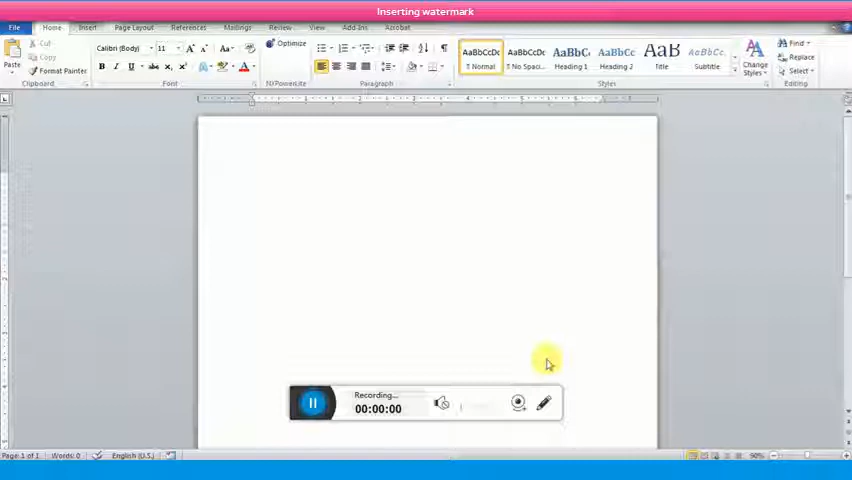 Inserting watermark
File Home Insert Page Layout References Mailings Review View Add-Ins Acrobat
Cut
Copy
Format Painter
Paste
Clipboard
Calibri (Body) 11
Font
Optimize
NXPowerLite
Paragraph
AaBbCcDc AaBbCcDc AaBbC AaBbCc AaB AaBbCc.
T Normal T No Spaci... Heading 1 Heading 2 Title Subtitle
Change
Styles
Styles
Find
Replace
Select
Editing
Recording...
00:00:00
Page: 1 of 1 Words: 0 English (U.S.) 90%